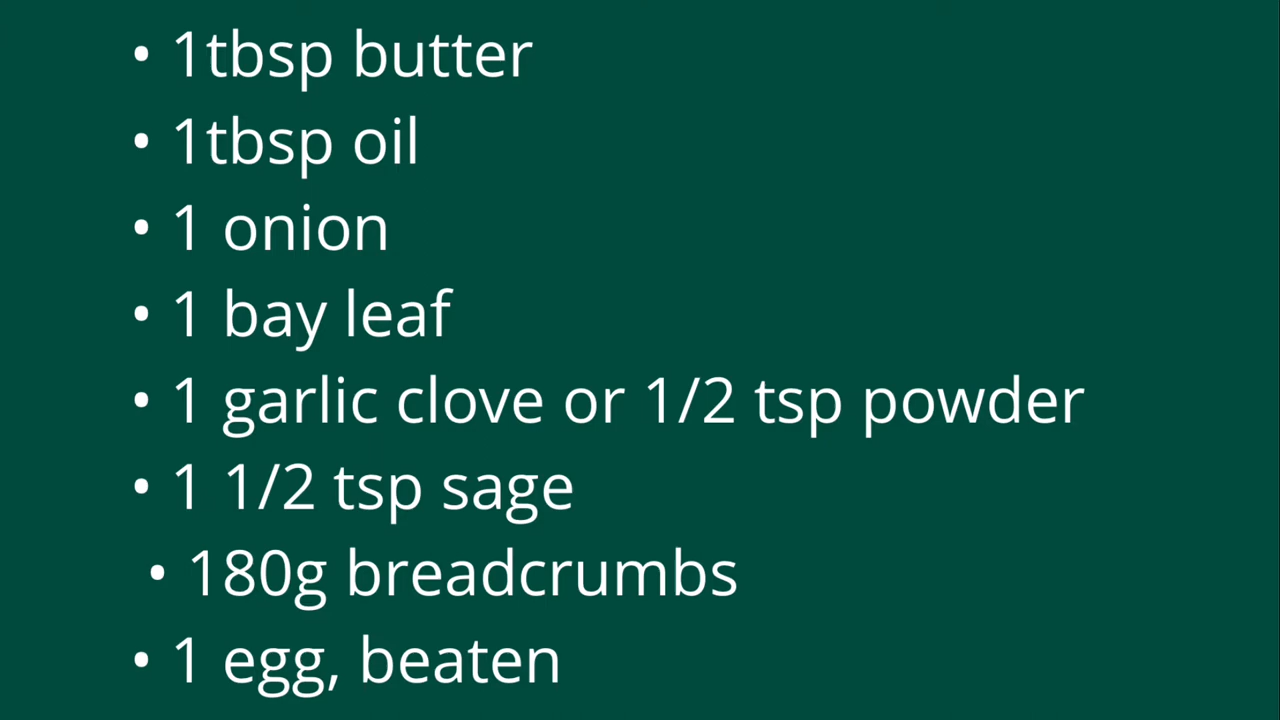 • 1tbsp butter
• 1tbsp oil
• 1 onion
• 1 bay leaf
• 1 garlic clove or 1/2 tsp powder
• 1 1/2 tsp sage
• 180g breadcrumbs
• 1 egg, beaten